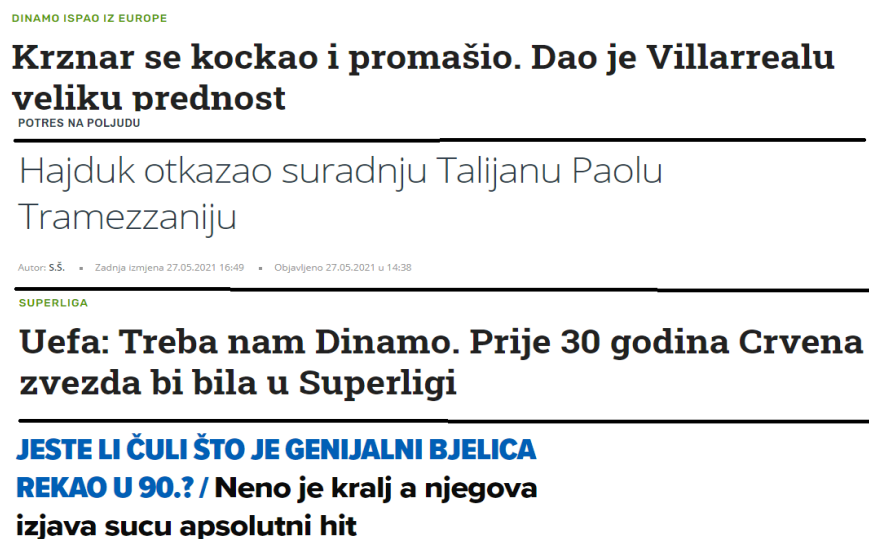 DINAMO ISPAO IZ EUROPE
Krznar se kockao i promašio. Dao je Villarrealu
veliku prednost
POTRES NA POLJUDU
Hajduk otkazao suradnju Talijanu Paolu
Tramezzaniju
Autor: S.Š. ▪ Zadnja izmjena 27.05.2021 16:49 ▪ Objavljeno 27.05.2021 u 14:38
SUPERLIGA
Uefa: Treba nam Dinamo. Prije 30 godina Crvena
zvezda bi bila u Superligi
JESTE LI ČULI ŠTO JE GENIJALNI BJELICA
REKAO U 90.? / Neno je kralj a njegova
izjava sucu apsolutni hit